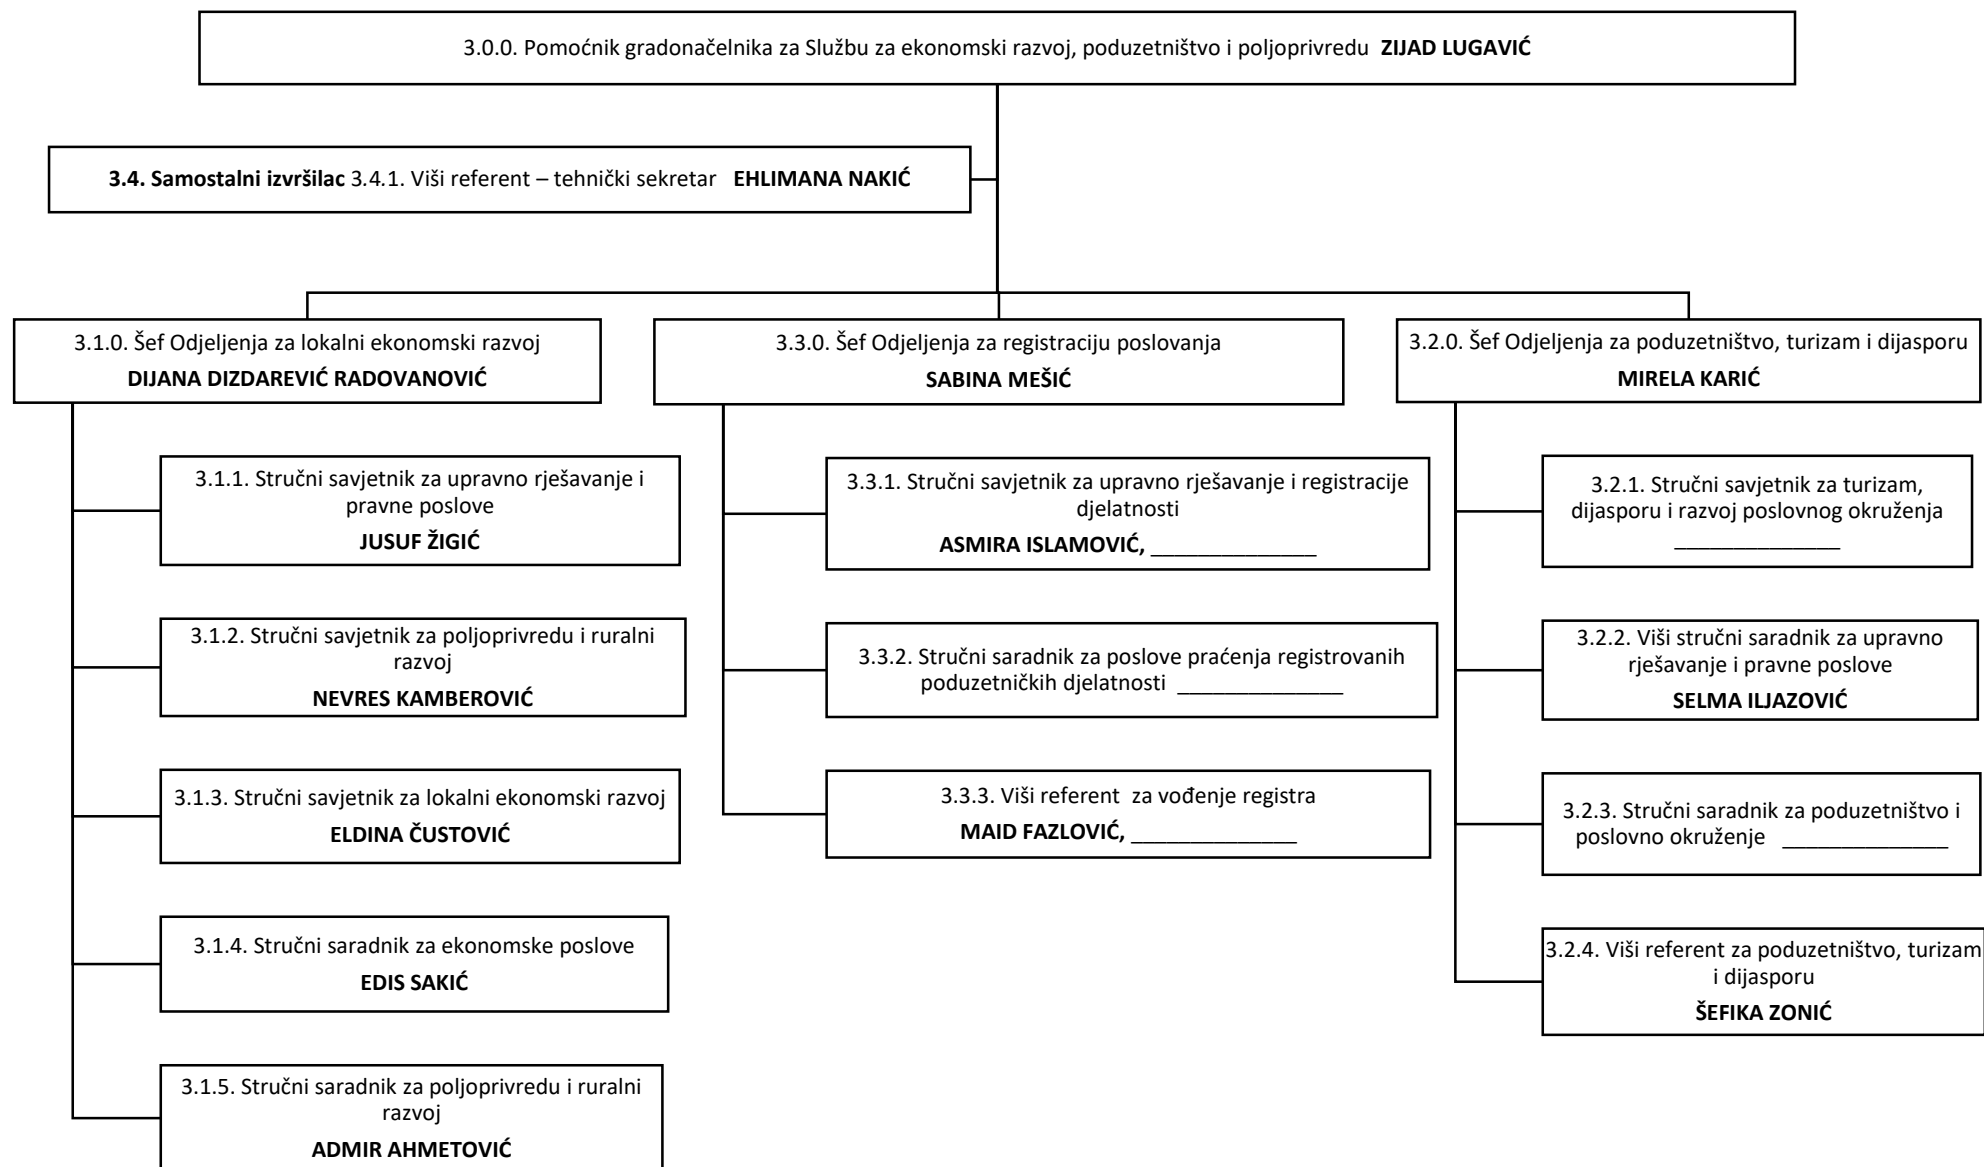 3.0.0. Pomoćnik gradonačelnika za Službu za ekonomski razvoj, poduzetništvo i poljoprivredu  ZIJAD LUGAVIĆ
3.4. Samostalni izvršilac 3.4.1. Viši referent – tehnički sekretar   EHLIMANA NAKIĆ
3.1.0. Šef Odjeljenja za lokalni ekonomski razvoj
DIJANA DIZDAREVIĆ RADOVANOVIĆ
3.1.1. Stručni savjetnik za upravno rješavanje i
pravne poslove
JUSUF ŽIGIĆ
3.1.2. Stručni savjetnik za poljoprivredu i ruralni
razvoj
NEVRES KAMBEROVIĆ
3.1.3. Stručni savjetnik za lokalni ekonomski razvoj
ELDINA ČUSTOVIĆ
3.1.4. Stručni saradnik za ekonomske poslove
EDIS SAKIĆ
3.1.5. Stručni saradnik za poljoprivredu i ruralni
razvoj
ADMIR AHMETOVIĆ
3.3.0. Šef Odjeljenja za registraciju poslovanja
SABINA MEŠIĆ
3.3.1. Stručni savjetnik za upravno rješavanje i registracije
djelatnosti
ASMIRA ISLAMOVIĆ, ______________
3.3.2. Stručni saradnik za poslove praćenja registrovanih
poduzetničkih djelatnosti  ______________
3.3.3. Viši referent  za vođenje registra
MAID FAZLOVIĆ, ______________
3.2.0. Šef Odjeljenja za poduzetništvo, turizam i dijasporu
MIRELA KARIĆ
3.2.1. Stručni savjetnik za turizam,
dijasporu i razvoj poslovnog okruženja
______________
3.2.2. Viši stručni saradnik za upravno
rješavanje i pravne poslove
SELMA ILJAZOVIĆ
3.2.3. Stručni saradnik za poduzetništvo i
poslovno okruženje   ______________
3.2.4. Viši referent za poduzetništvo, turizam
i dijasporu
ŠEFIKA ZONIĆ